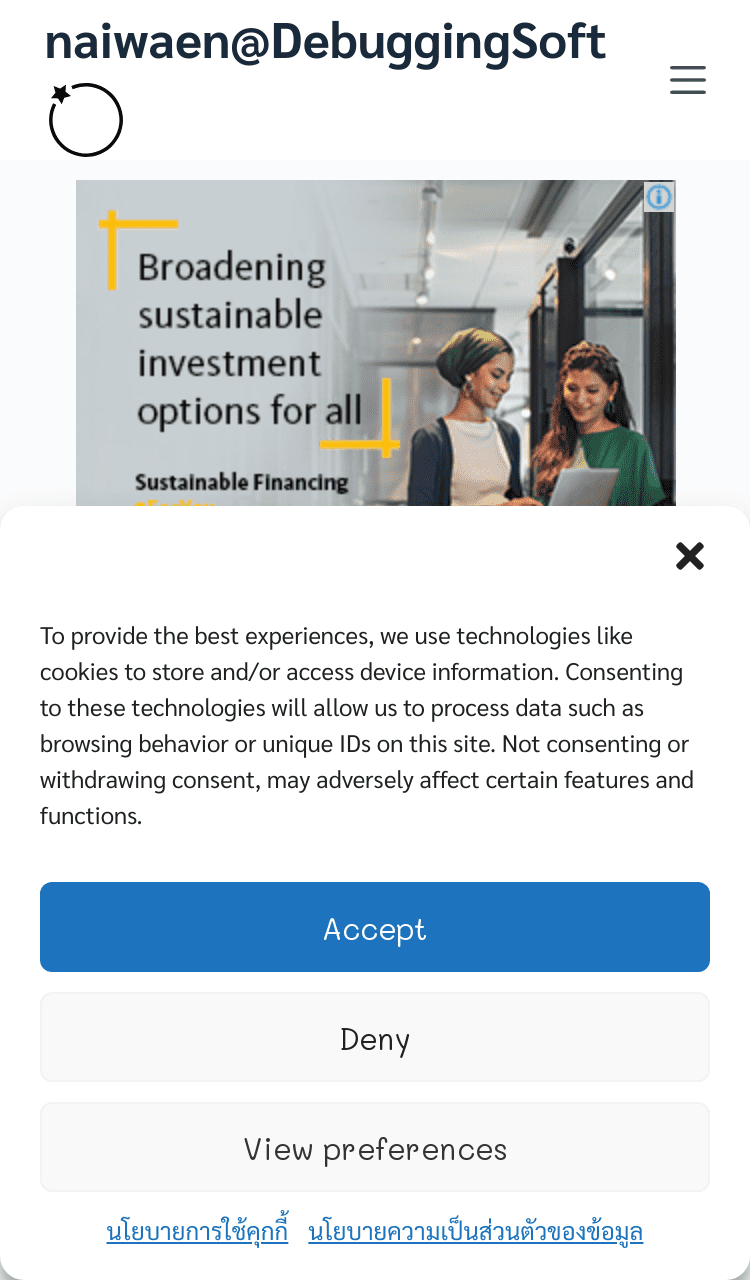 naiwaen@DebuggingSoft
Broadening
sustainable
investment
options for all
Sustainable Financing
To provide the best experiences, we use technologies like
cookies to store and/or access device information. Consenting
to these technologies will allow us to process data such as
browsing behavior or unique IDs on this site. Not consenting or
withdrawing consent, may adversely affect certain features and
functions.
Accept
Deny
View preferences
นโยบายการใช้คุกกี้ นโยบายความเป็นส่วนตัวของข้อมูล